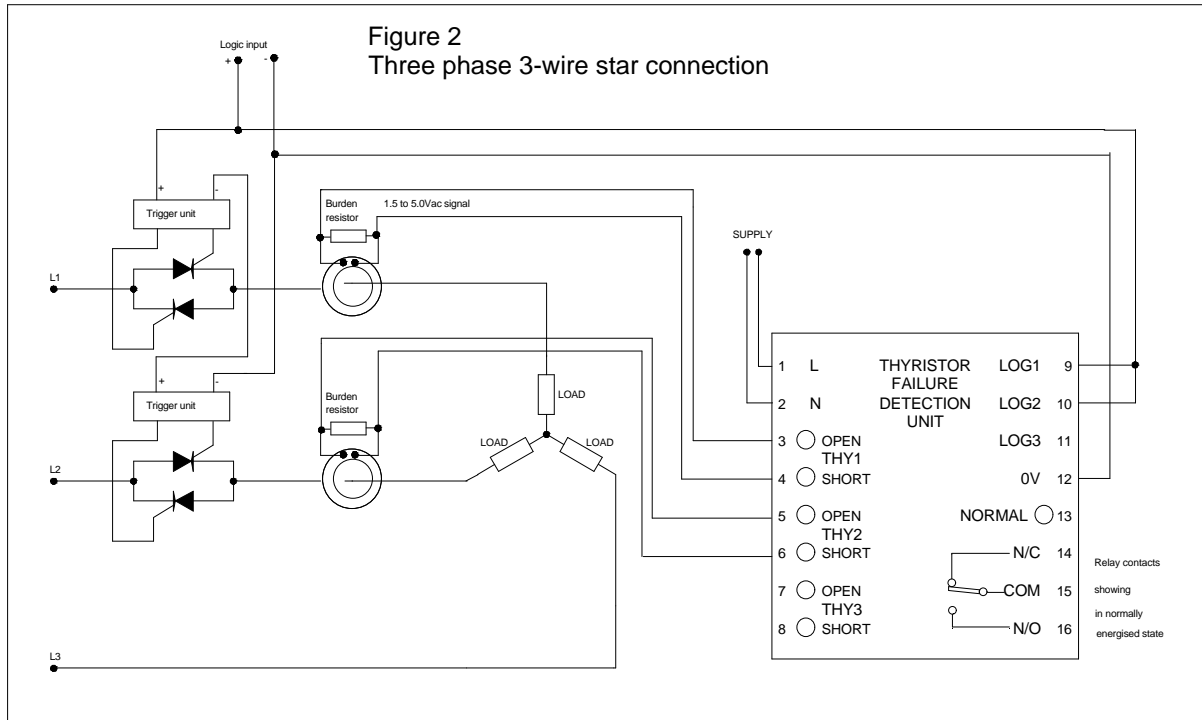 Figure 2
Three phase 3-wire star connection
Logic input
+ -
+ -
Trigger unit
Burden
resistor
1.5 to 5.0Vac signal
L1
SUPPLY
+ -
Trigger unit
Burden
resistor
LOAD
LOAD
LOAD
L2
L3
1 L
2 N
3 OPEN
THY1
4 SHORT
5 OPEN
THY2
6 SHORT
7 OPEN
THY3
8 SHORT
THYRISTOR
FAILURE
DETECTION
UNIT
LOG1 9
LOG2 10
LOG3 11
0V 12
NORMAL 13
N/C 14
COM 15
N/O 16
Relay contacts
showing
in normally
energised state